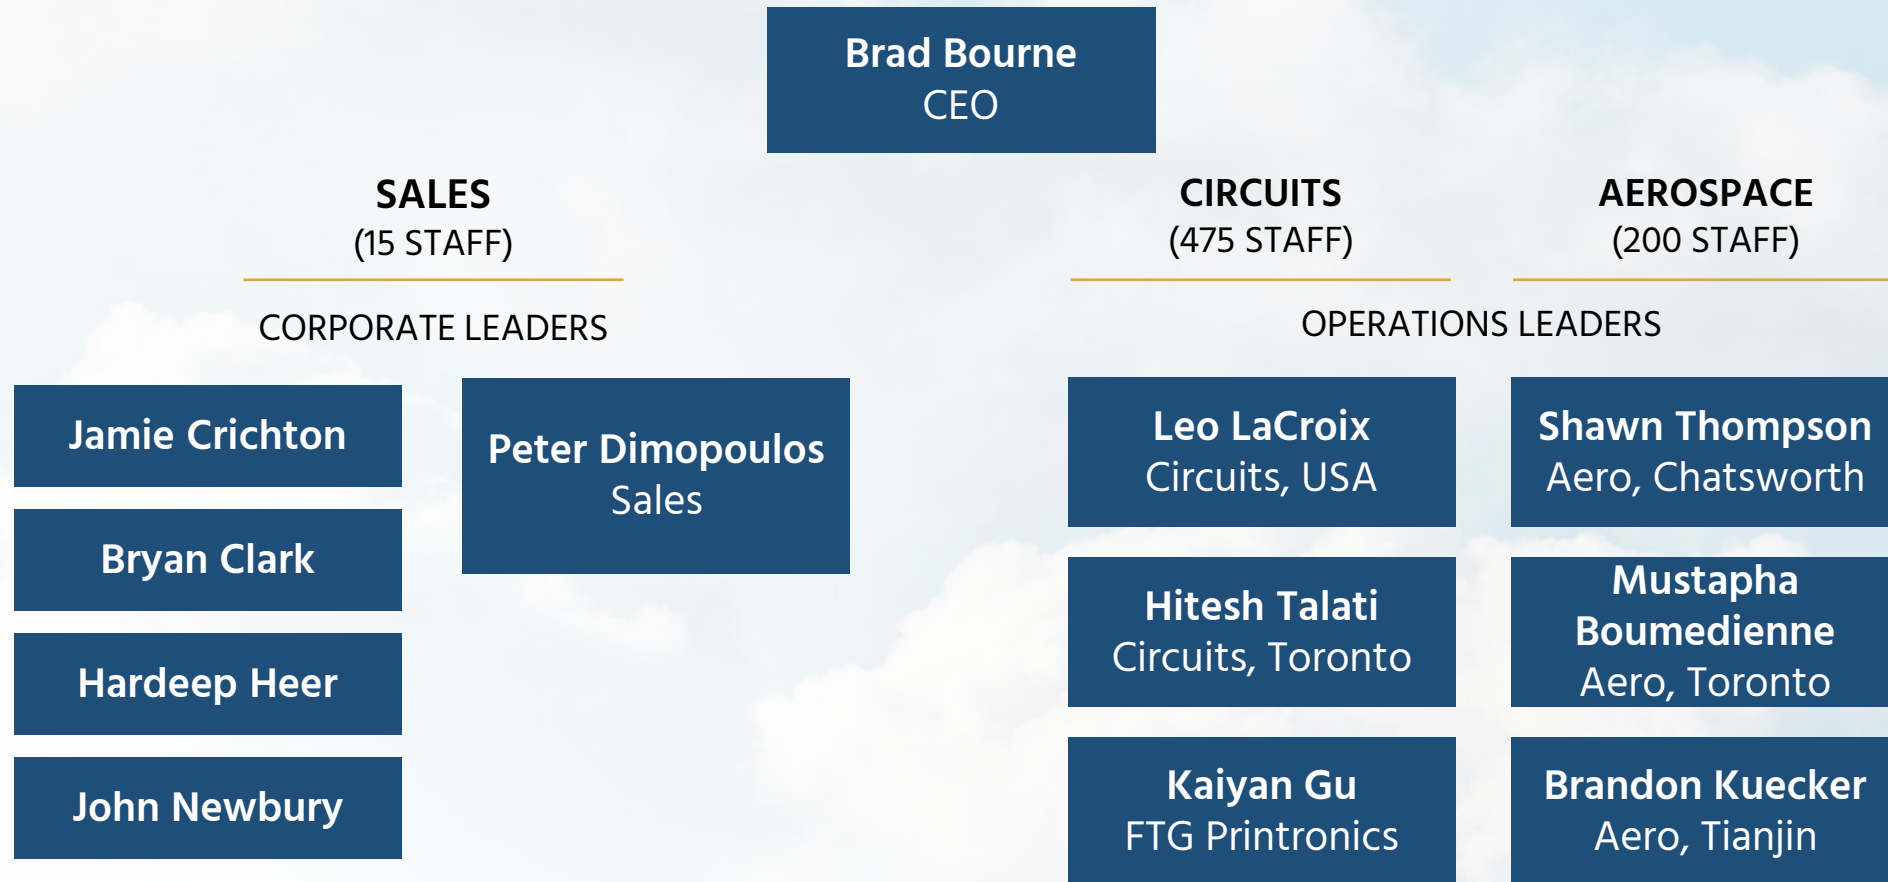 Brad Bourne
CEO
SALES
(15 STAFF)
CORPORATE LEADERS
Jamie Crichton
Bryan Clark
Hardeep Heer
John Newbury
Peter Dimopoulos
Sales
CIRCUITS
(475 STAFF)
AEROSPACE
(200 STAFF)
OPERATIONS LEADERS
Leo LaCroix
Circuits, USA
Hitesh Talati
Circuits, Toronto
Kaiyan Gu
FTG Printronics
Shawn Thompson
Aero, Chatsworth
Mustapha
Boumedienne
Aero, Toronto
Brandon Kuecker
Aero, Tianjin